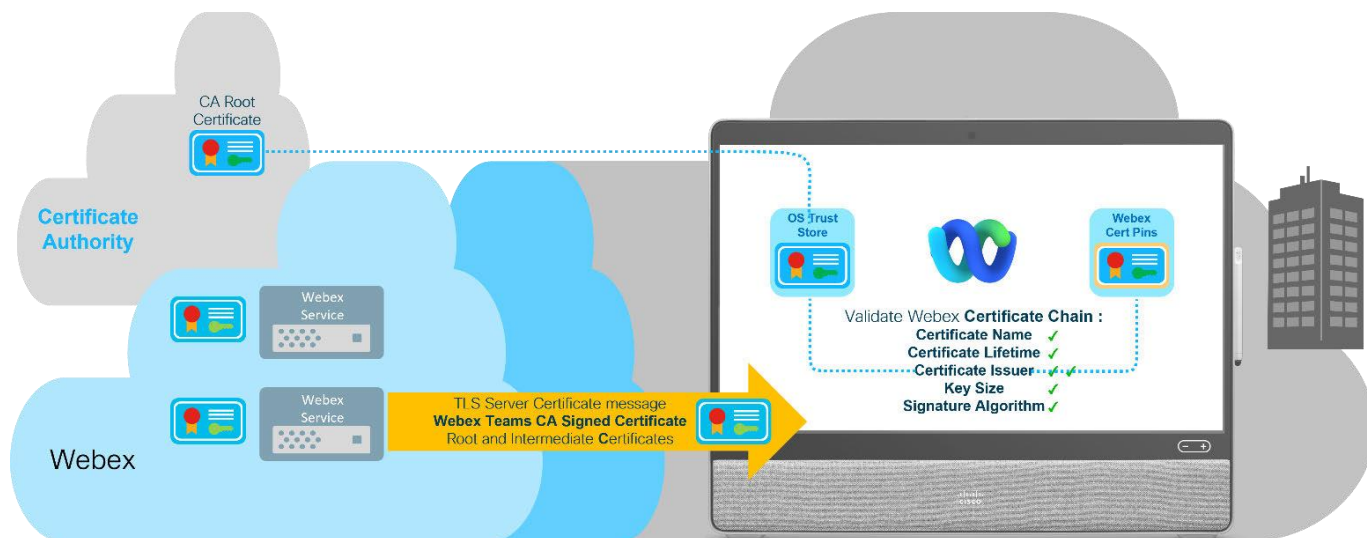 CA Root
Certificate
Certificate
Authority
Webex
Service
Webex
Service
Webex
TLS Server Certificate message
Webex Teams CA Signed Certificate
Root and Intermediate Certificates
OS Trust
Store
Webex
Cert Pins
Validate Webex Certificate Chain :
Certificate Name ✓
Certificate Lifetime ✓
Certificate Issuer ✓ ✓
Key Size ✓
Signature Algorithm ✓
- +
CISCO